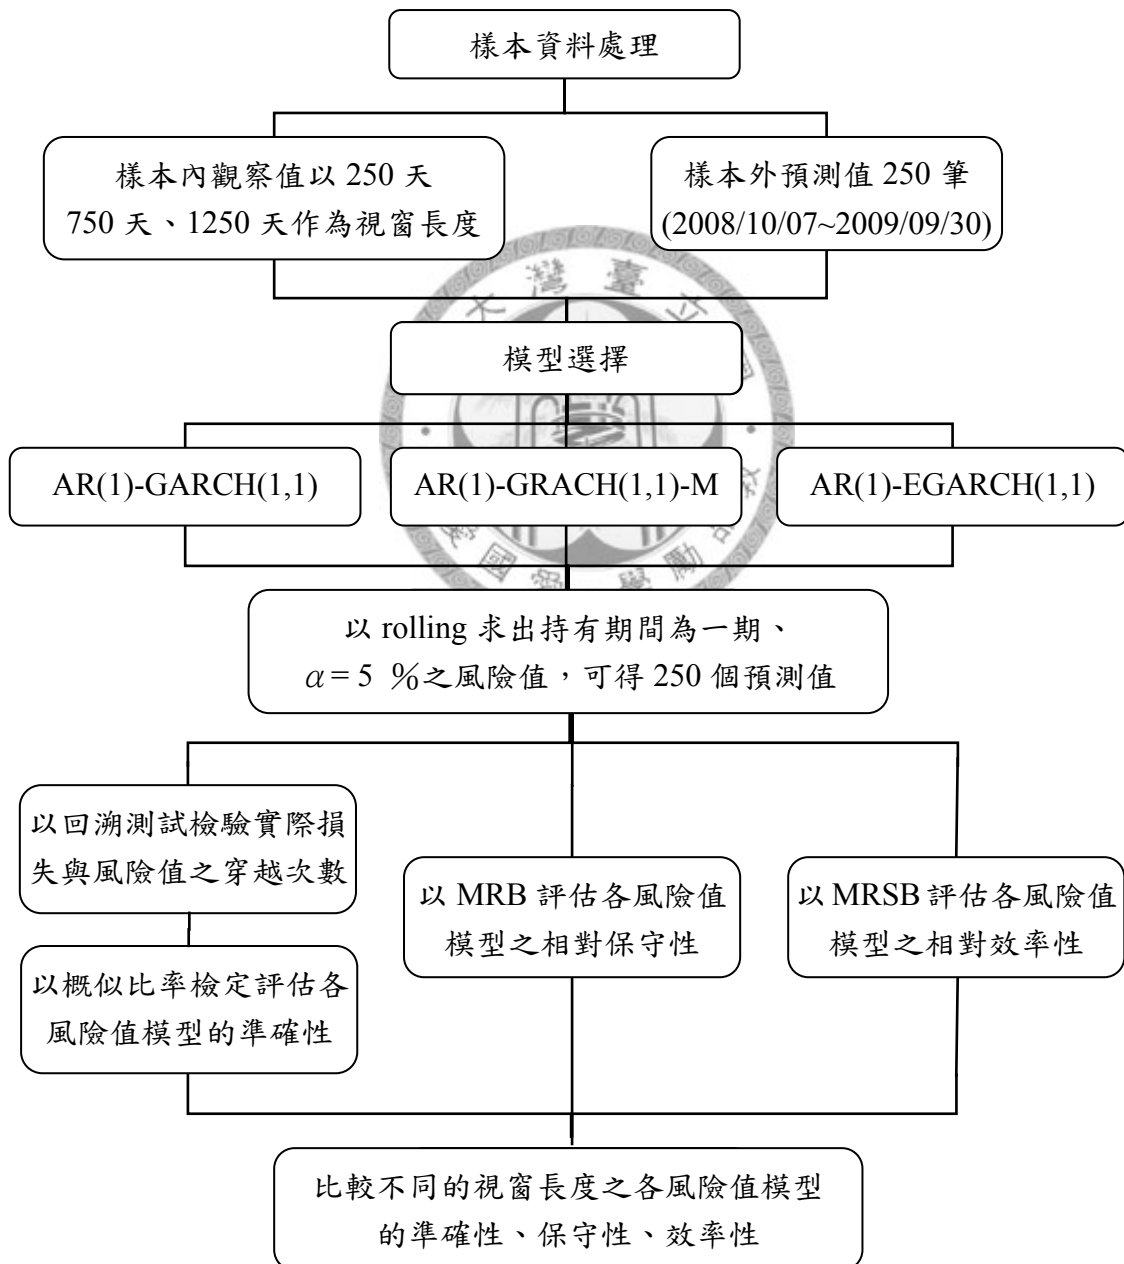 樣本資料處理
樣本內觀察值以 250 天
750 天、1250 天作為視窗長度
樣本外預測值 250 筆
(2008/10/07~2009/09/30)
模型選擇
AR(1)-GARCH(1,1)
AR(1)-GRACH(1,1)-M
AR(1)-EGARCH(1,1)
以 rolling 求出持有期間為一期、
α = 5 %之風險值，可得 250 個預測值
以回溯測試檢驗實際損
失與風險值之穿越次數
以概似比率檢定評估各
風險值模型的準確性
以 MRB 評估各風險值
模型之相對保守性
以 MRSB 評估各風險值
模型之相對效率性
比較不同的視窗長度之各風險值模型
的準確性、保守性、效率性